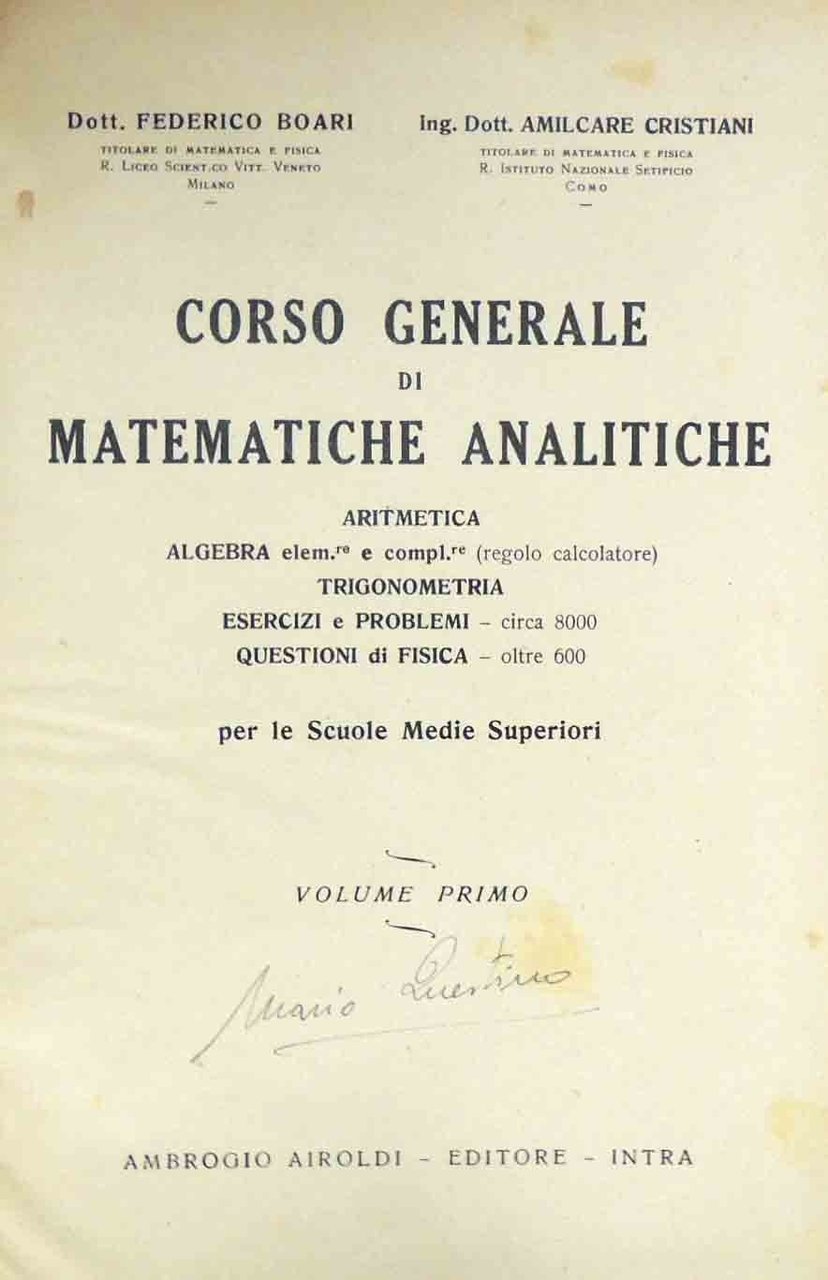 Dott. FEDERICO BOARI
TITOLARE DI MATEMATICA E FISICA
R. LICEO SCIENTICO VITT. VENETO
MILANO
Ing. Dott. AMILCARE CRISTIANI
TITOLARE DI MATEMATICA E FISICA
R. ISTITUTO NAZIONALE SETIFICIO
COMO
CORSO GENERALE
DI
MATEMATICHE ANALITICHE
ARITMETICA
ALGEBRA elem.re e compl.re (regolo calcolatore)
TRIGONOMETRIA
ESERCIZI e PROBLEMI – circa 8000
QUESTIONI di FISICA – oltre 600
per le Scuole Medie Superiori
VOLUME PRIMO
Mario
AMBROGIO AIROLDI – EDITORE – INTRA